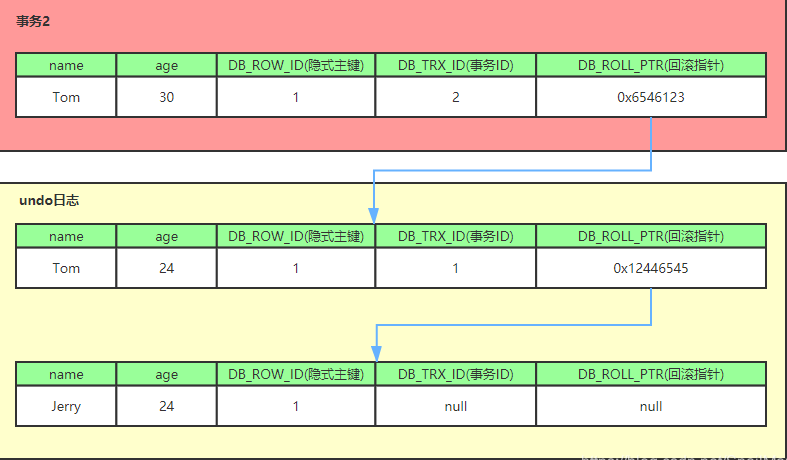 事务2
name age DB_ROW_ID(隐式主键) DB_TRX_ID(事务ID) DB_ROLL_PTR(回滚指针)
Tom 30 1 2 0x6546123
undo日志
name age DB_ROW_ID(隐式主键) DB_TRX_ID(事务ID) DB_ROLL_PTR(回滚指针)
Tom 24 1 1 0x12446545
name age DB_ROW_ID(隐式主键) DB_TRX_ID(事务ID) DB_ROLL_PTR(回滚指针)
Jerry 24 1 null null